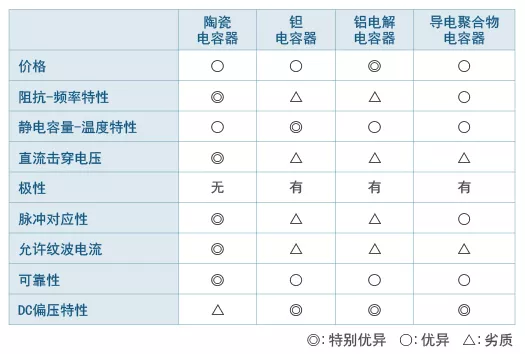 陶瓷电容器 钽电容器 铝电解电容器 导电聚合物电容器
价格 ○ ○ ◎ ○
阻抗-频率特性 ◎ △ △ ○
静电容量-温度特性 ○ ◎ ○ ○
直流击穿电压 ◎ △ △ △
极性 无 有 有 有
脉冲对应性 ◎ △ △ ○
允许纹波电流 ◎ △ △ △
可靠性 ◎ ○ ○ ○
DC偏压特性 △ ◎ ◎ ◎
◎:特别优异 ○:优异 △:劣质